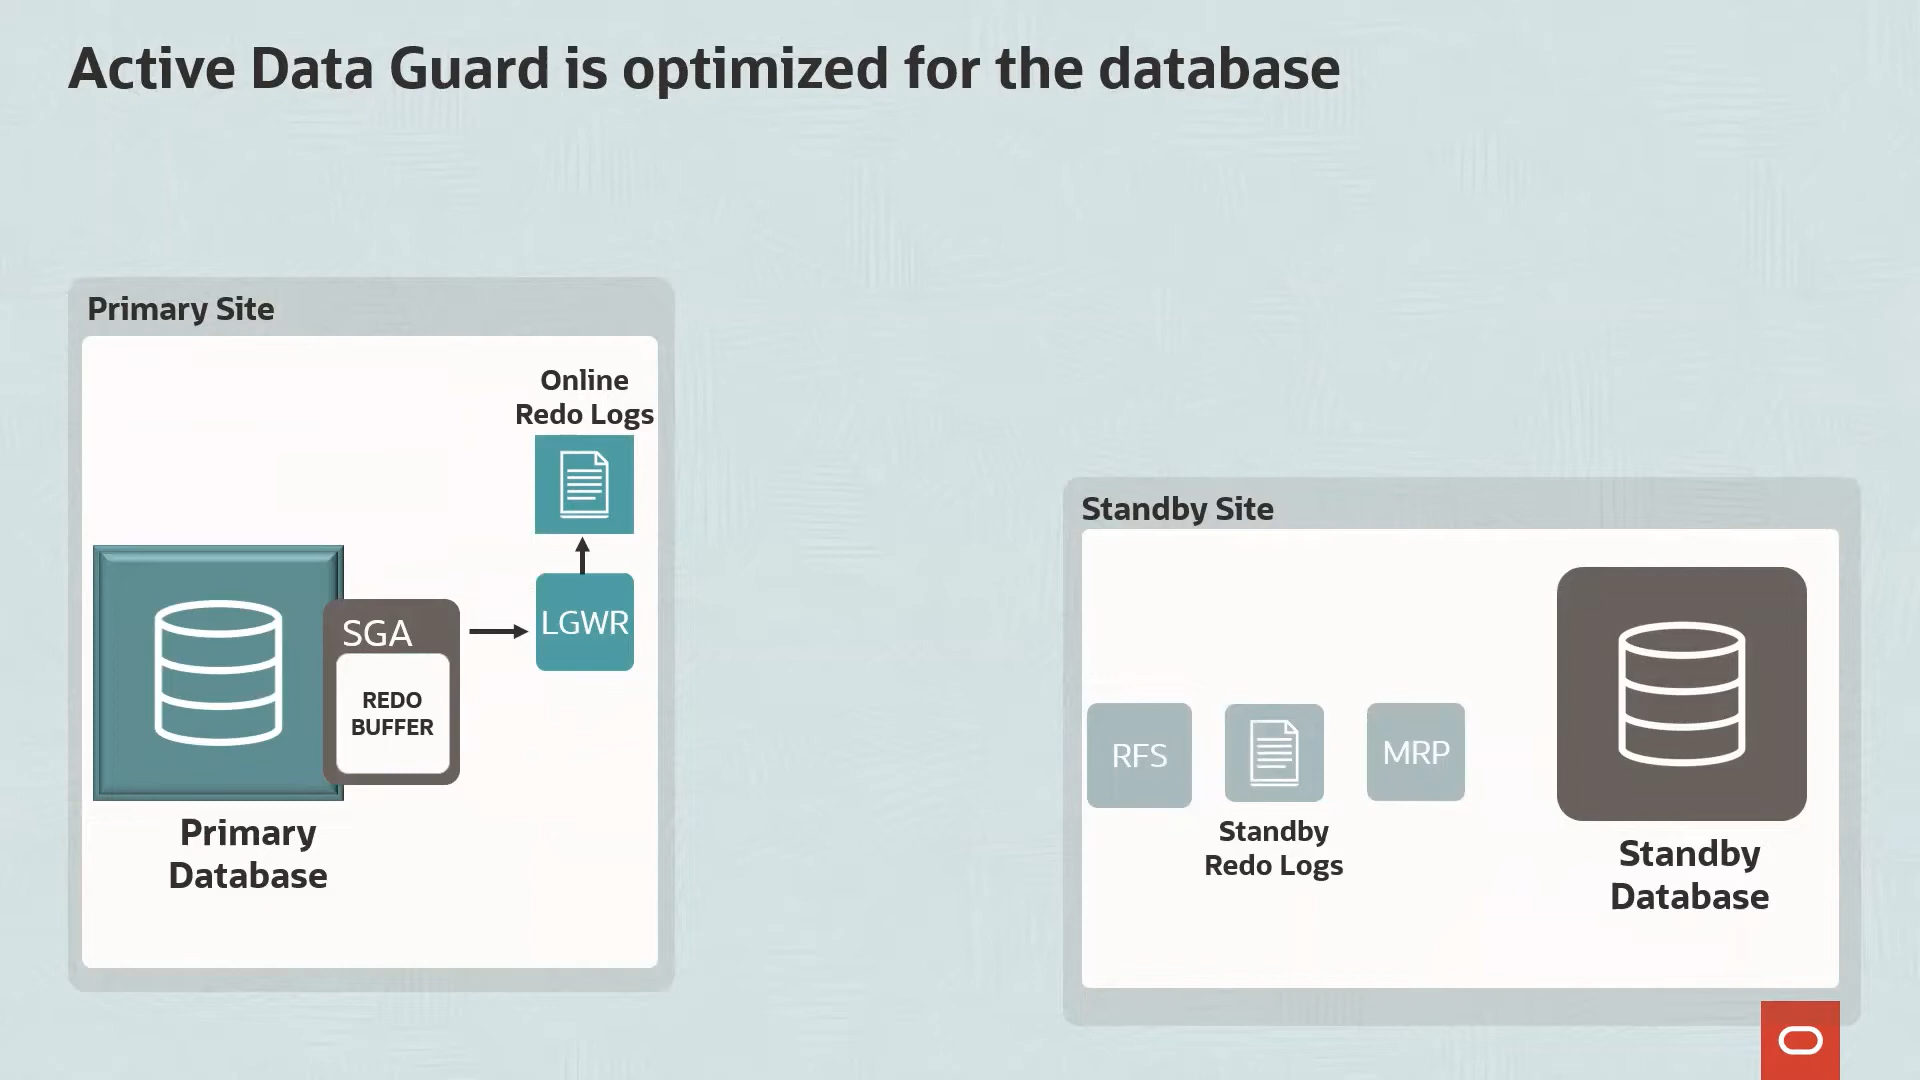 Active Data Guard is optimized for the database
Primary Site
Online
Redo Logs
LGWR
SGA
REDO
BUFFER
Primary
Database
Standby Site
RFS
MRP
Standby
Redo Logs
Standby
Database